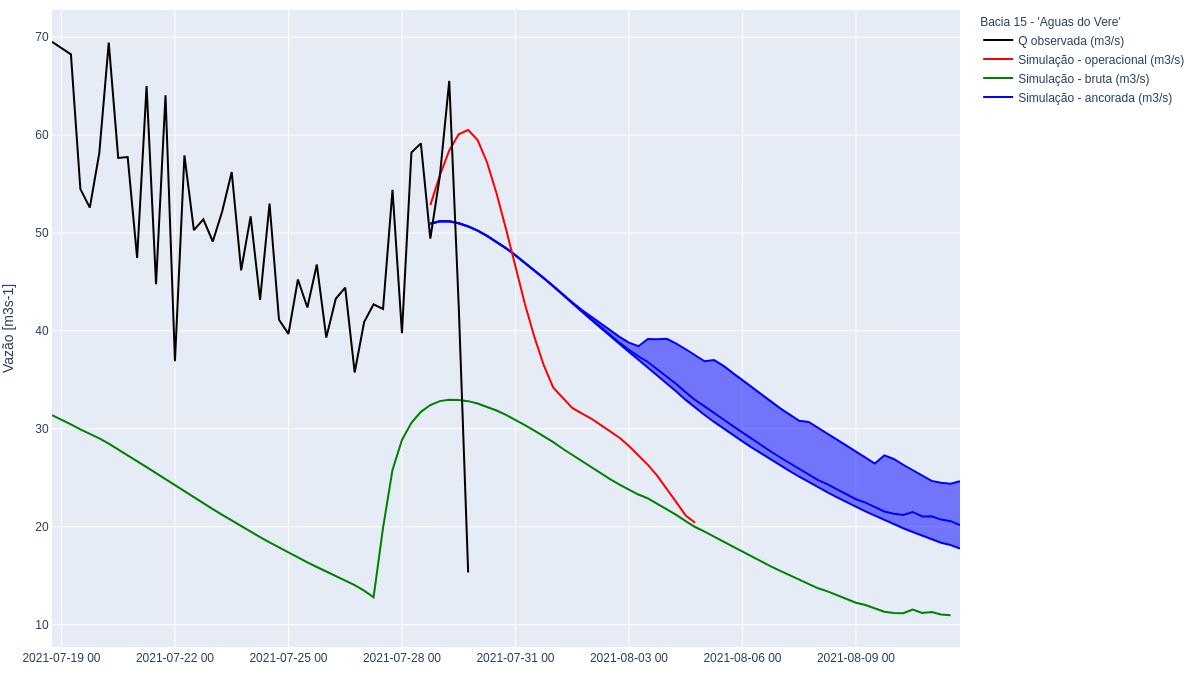 Bacia 15 - 'Aguas do Vere'
Q observada (m3/s)
Simulação - operacional (m3/s)
Simulação - bruta (m3/s)
Simulação - ancorada (m3/s)
Vazão [m3s-1]
70
60
50
40
30
20
10
2021-07-19 00
2021-07-22 00
2021-07-25 00
2021-07-28 00
2021-07-31 00
2021-08-03 00
2021-08-06 00
2021-08-09 00